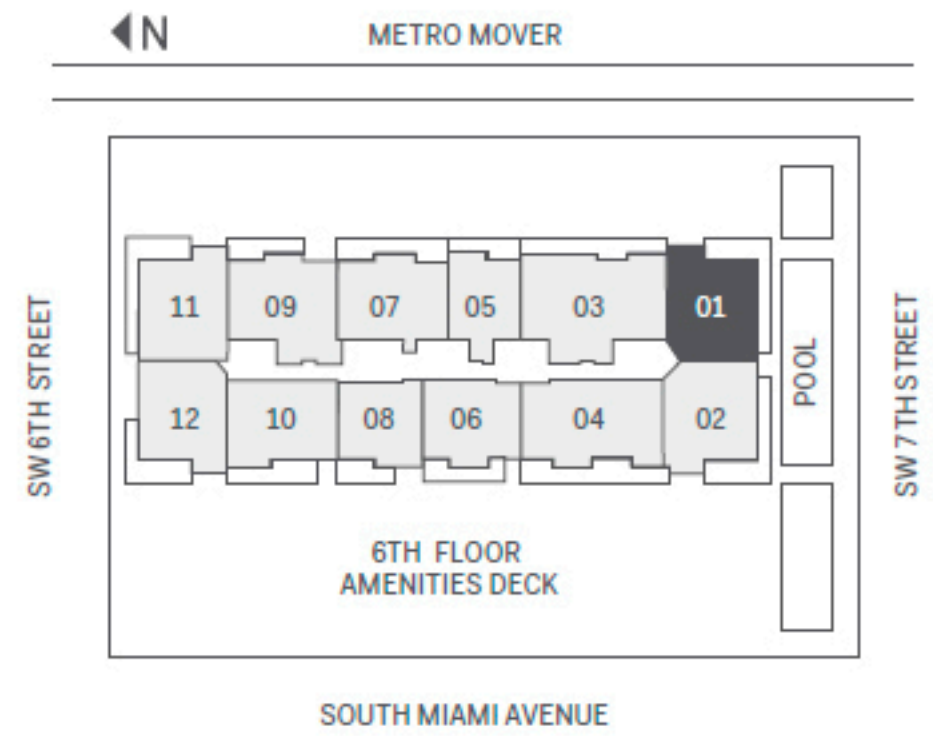 N
METRO MOVER
11
09
07
05
03
01
12
10
08
06
04
02
SW 6TH STREET
POOL
SW 7TH STREET
6TH FLOOR
AMENITIES DECK
SOUTH MIAMI AVENUE